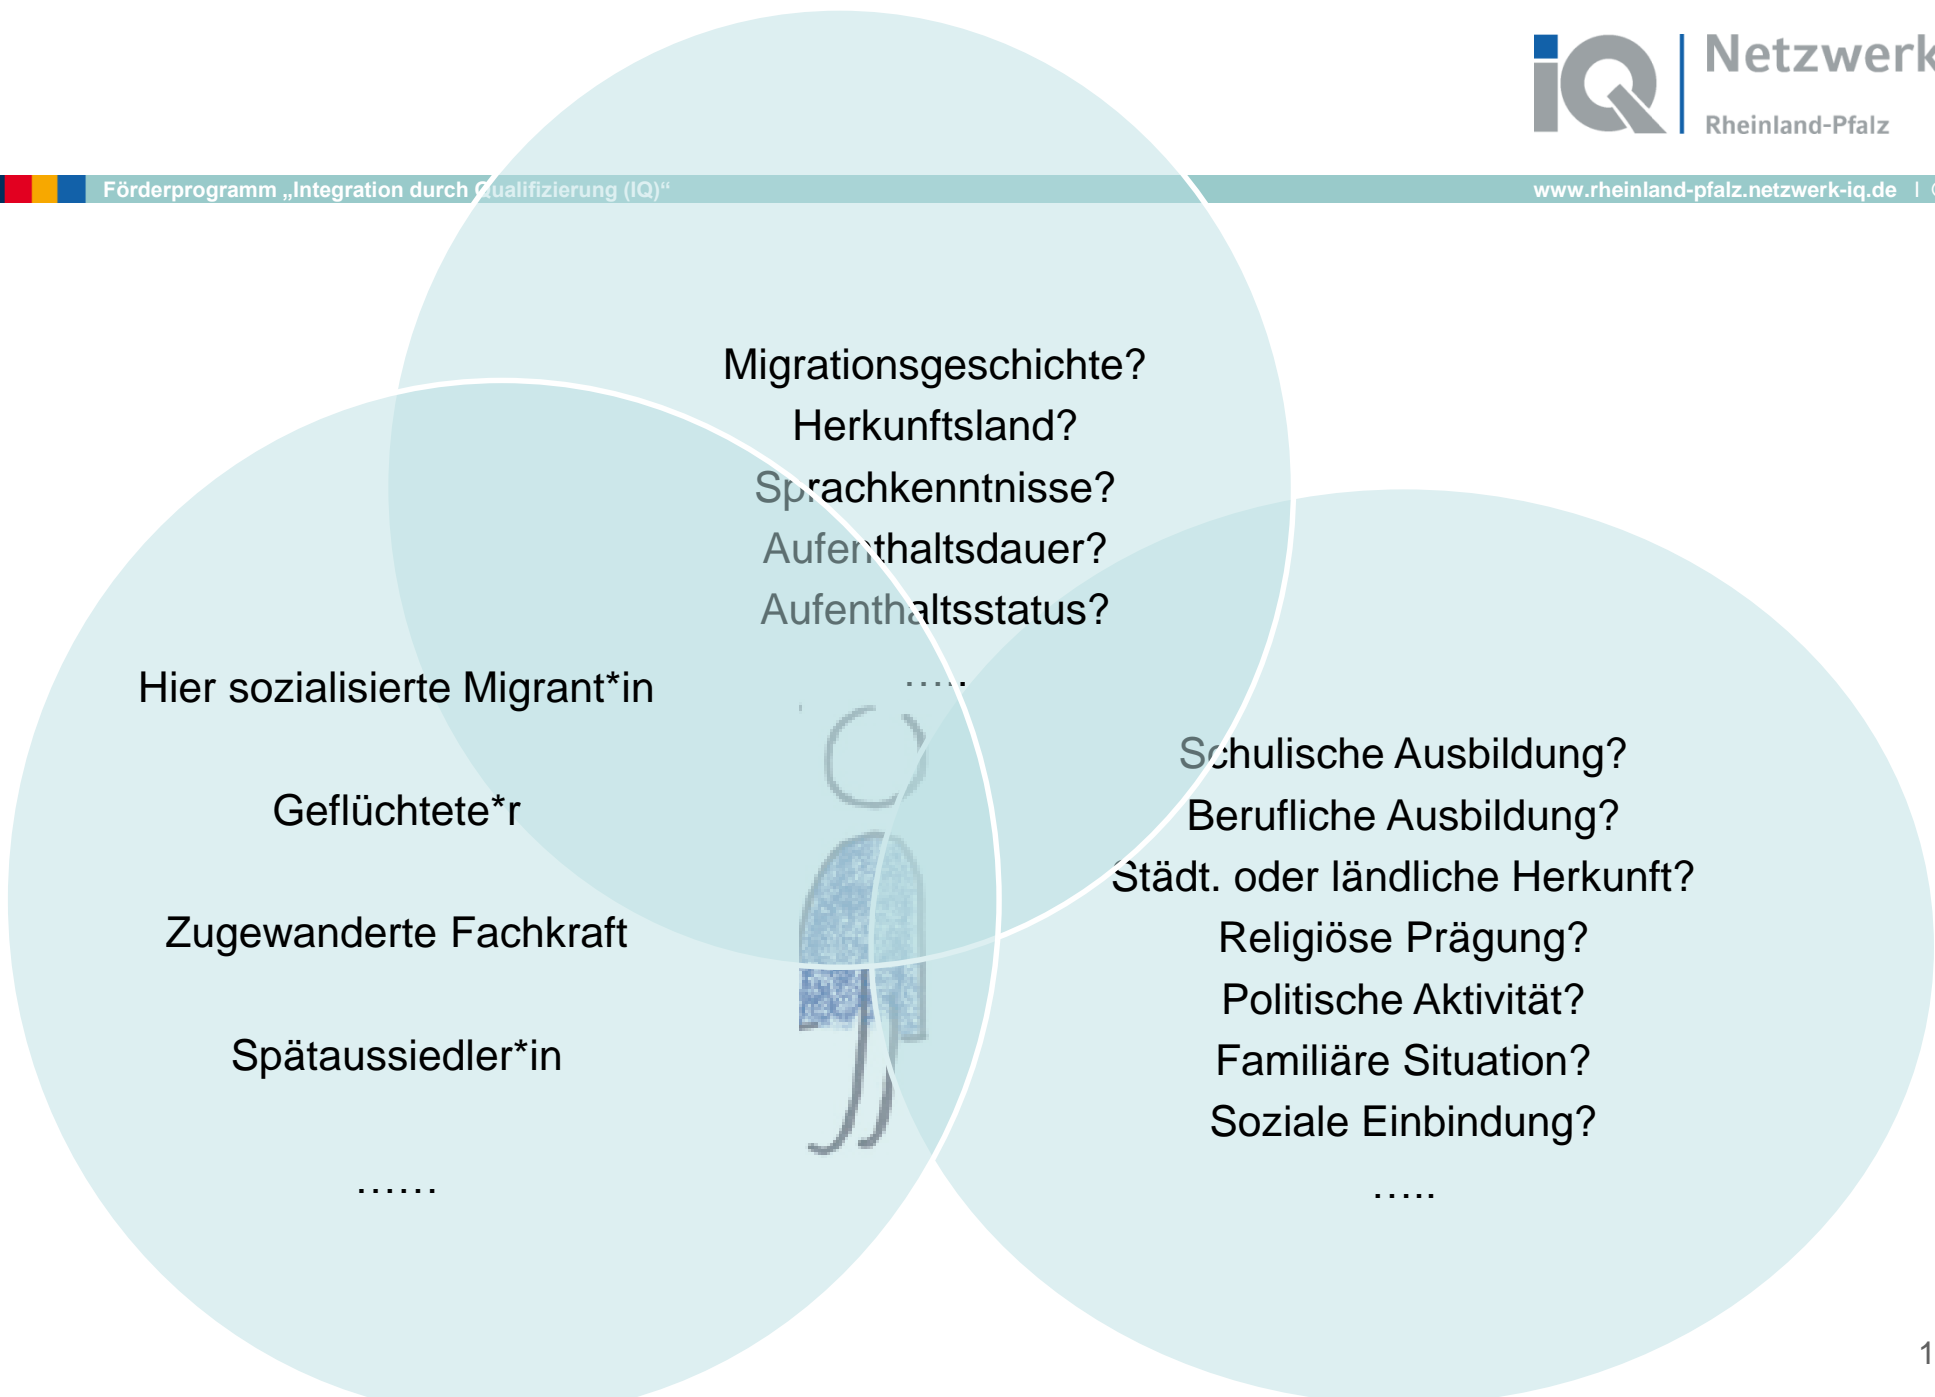 iQ Netzwerk
Rheinland-Pfalz
Förderprogramm „Integration durch Qualifizierung (IQ)“
www.rheinland-pfalz.netzwerk-iq.de I ©
Migrationsgeschichte?
Herkunftsland?
Sprachkenntnisse?
Aufenthaltsdauer?
Aufenthaltsstatus?
…..
Hier sozialisierte Migrant*in
Geflüchtete*r
Zugewanderte Fachkraft
Spätaussiedler*in
……
Schulische Ausbildung?
Berufliche Ausbildung?
Städt. oder ländliche Herkunft?
Religiöse Prägung?
Politische Aktivität?
Familiäre Situation?
Soziale Einbindung?
…..
1